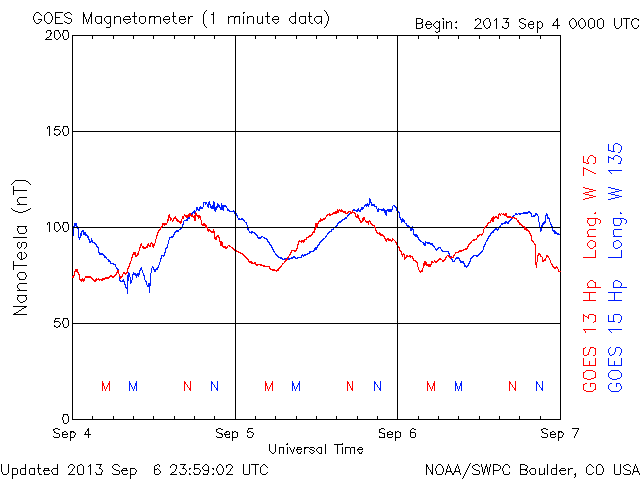 GOES Magnetometer (1 minute data)
Begin: 2013 Sep 4 0000 UTC
200
150
100
50
0
NanoTesla (nT)
M M N N M M N N M M N N
Sep 4 Sep 5 Sep 6 Sep 7
Universal Time
GOES 13 Hp Long. W 75
GOES 15 Hp Long. W 135
Updated 2013 Sep 6 23:59:02 UTC
NOAA/SWPC Boulder, CO USA